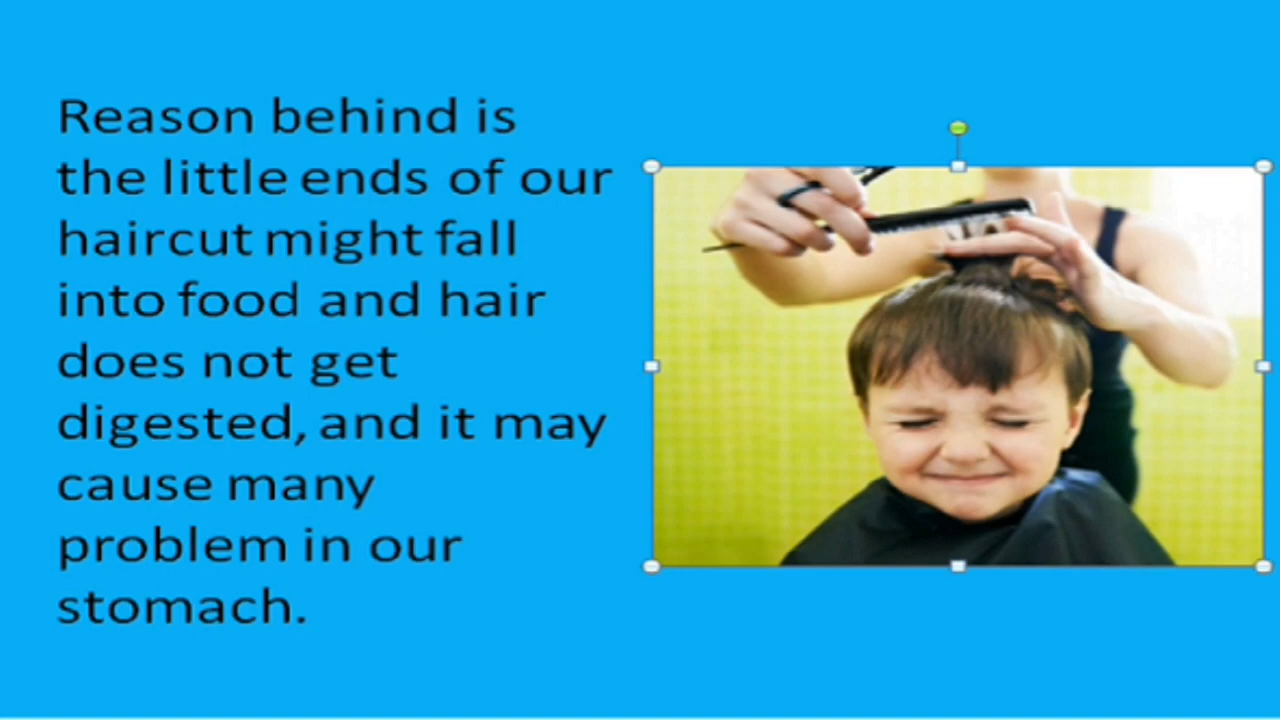 Reason behind is
the little ends of our
haircut might fall
into food and hair
does not get
digested, and it may
cause many
problem in our
stomach.